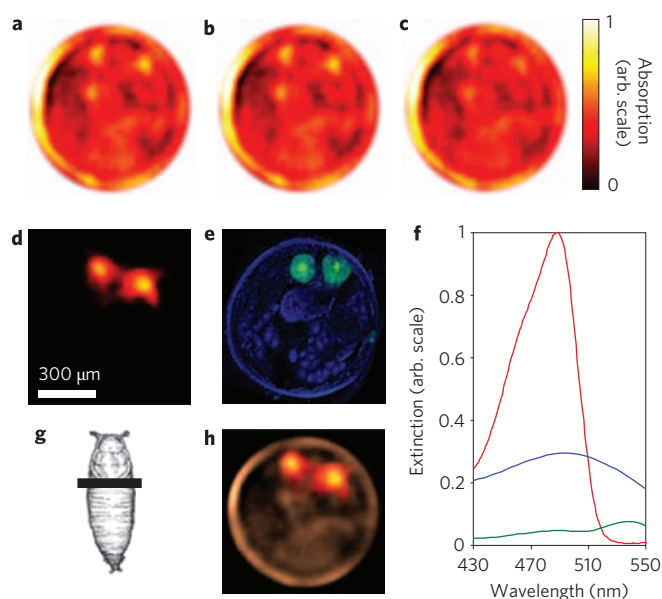 a
b
c
1
Absorption
(arb. scale)
0
d
300 µm
e
f
1
0.8
0.6
0.4
0.2
0
Extinction (arb. scale)
430 470 510 550
Wavelength (nm)
g
h